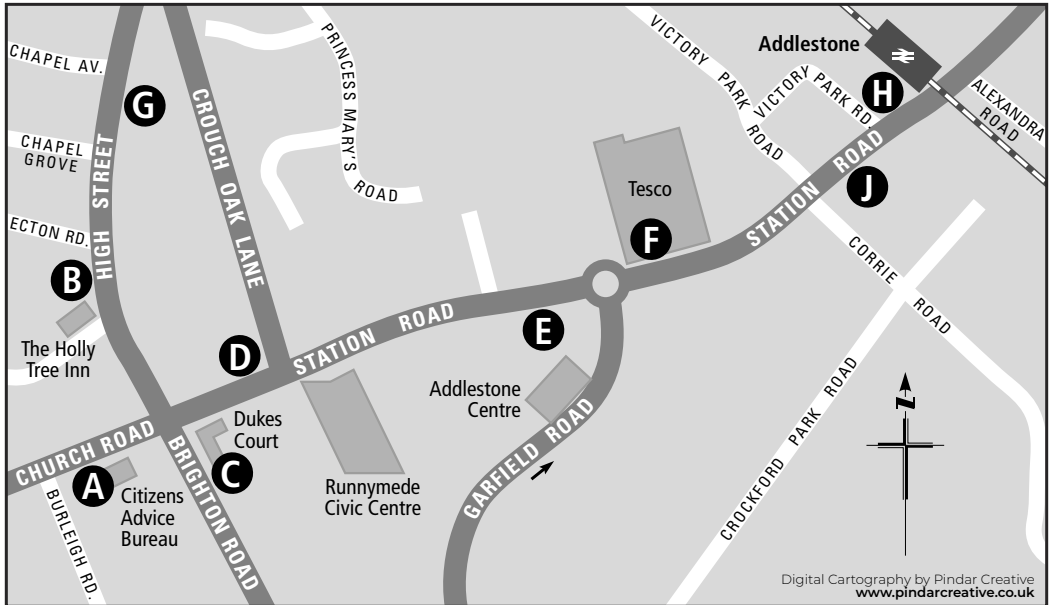 CHAPEL AV.
CHAPEL
GROVE
ECTON RD.
HIGH STREET
G
CROUCH OAK LANE
PRINCESS MARY'S ROAD
VICTORY PARK ROAD
VICTORY PARK RD.
Addlestone
H
ALEXANDRA
ROAD
Tesco
F
J
STATION ROAD
CORRIE ROAD
B
The Holly
Tree Inn
D
STATION ROAD
E
Addlestone
Centre
GARFIELD ROAD
CROCKFORD PARK ROAD
N
CHURCH ROAD
Dukes
Court
C
A
Citizens
Advice
Bureau
BURLEIGH RD.
BRIGHTON ROAD
Runnymede
Civic Centre
Digital Cartography by Pindar Creative
www.pindarcreative.co.uk